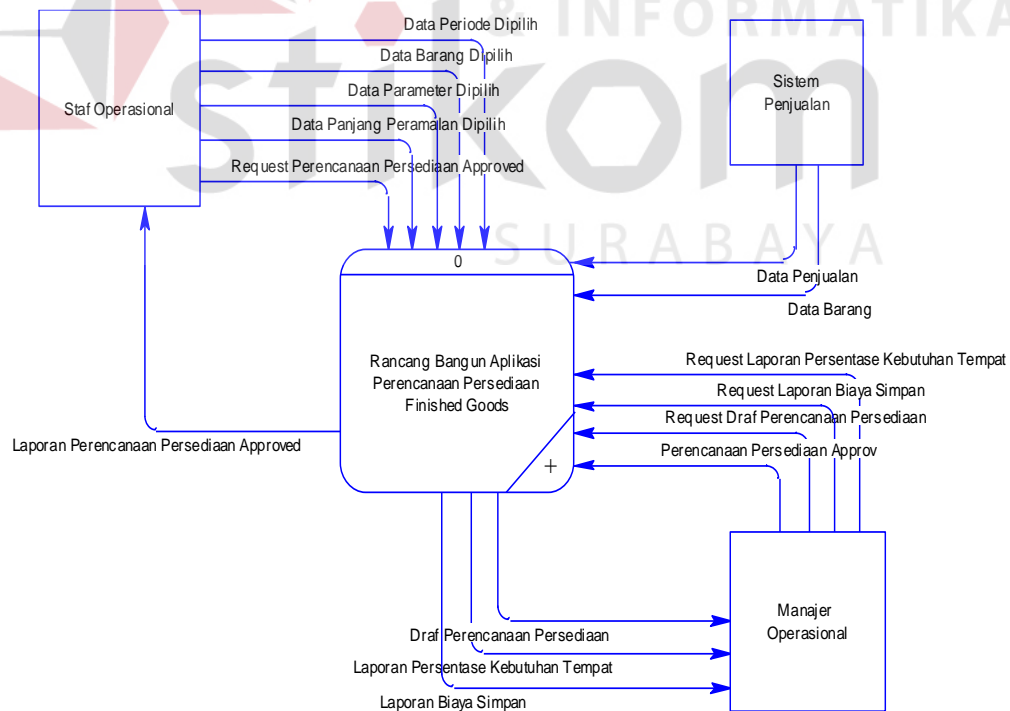 & INFORMATIKA
stikom
SURABAYA
Data Periode Dipilih
Data Barang Dipilih
Data Parameter Dipilih
Data Panjang Peramalan Dipilih
Request Perencanaan Persediaan Approved
Staf Operasional
Sistem
Penjualan
Data Penjualan
Data Barang
0
Rancang Bangun Aplikasi
Perencanaan Persediaan
Finished Goods
+
Request Laporan Persentase Kebutuhan Tempat
Request Laporan Biaya Simpan
Request Draf Perencanaan Persediaan
Perencanaan Persediaan Approv
Laporan Perencanaan Persediaan Approved
Manajer
Operasional
Draf Perencanaan Persediaan
Laporan Persentase Kebutuhan Tempat
Laporan Biaya Simpan